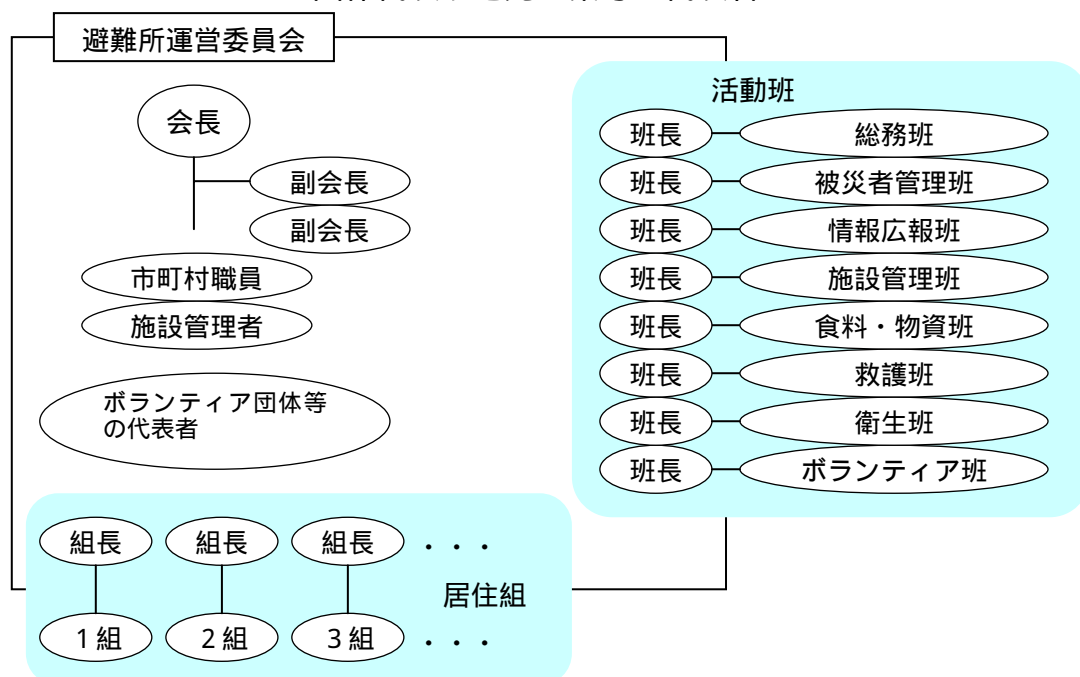 避難所運営委員会
会長
副会長
副会長
市町村職員
施設管理者
ボランティア団体等
の代表者
活動班
班長 総務班
班長 被災者管理班
班長 情報広報班
班長 施設管理班
班長 食料・物資班
班長 救護班
班長 衛生班
班長 ボランティア班
組長 組長 組長 ・・・
居住組
1組 2組 3組 ・・・